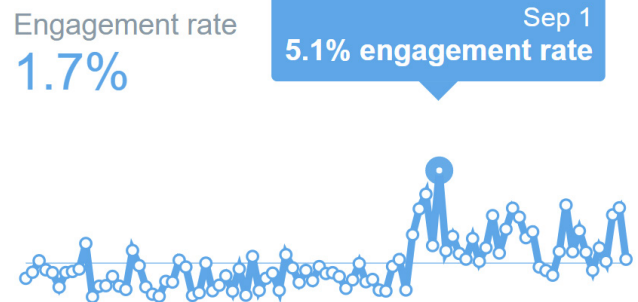 Engagement rate
1.7%
Sep 1
5.1% engagement rate